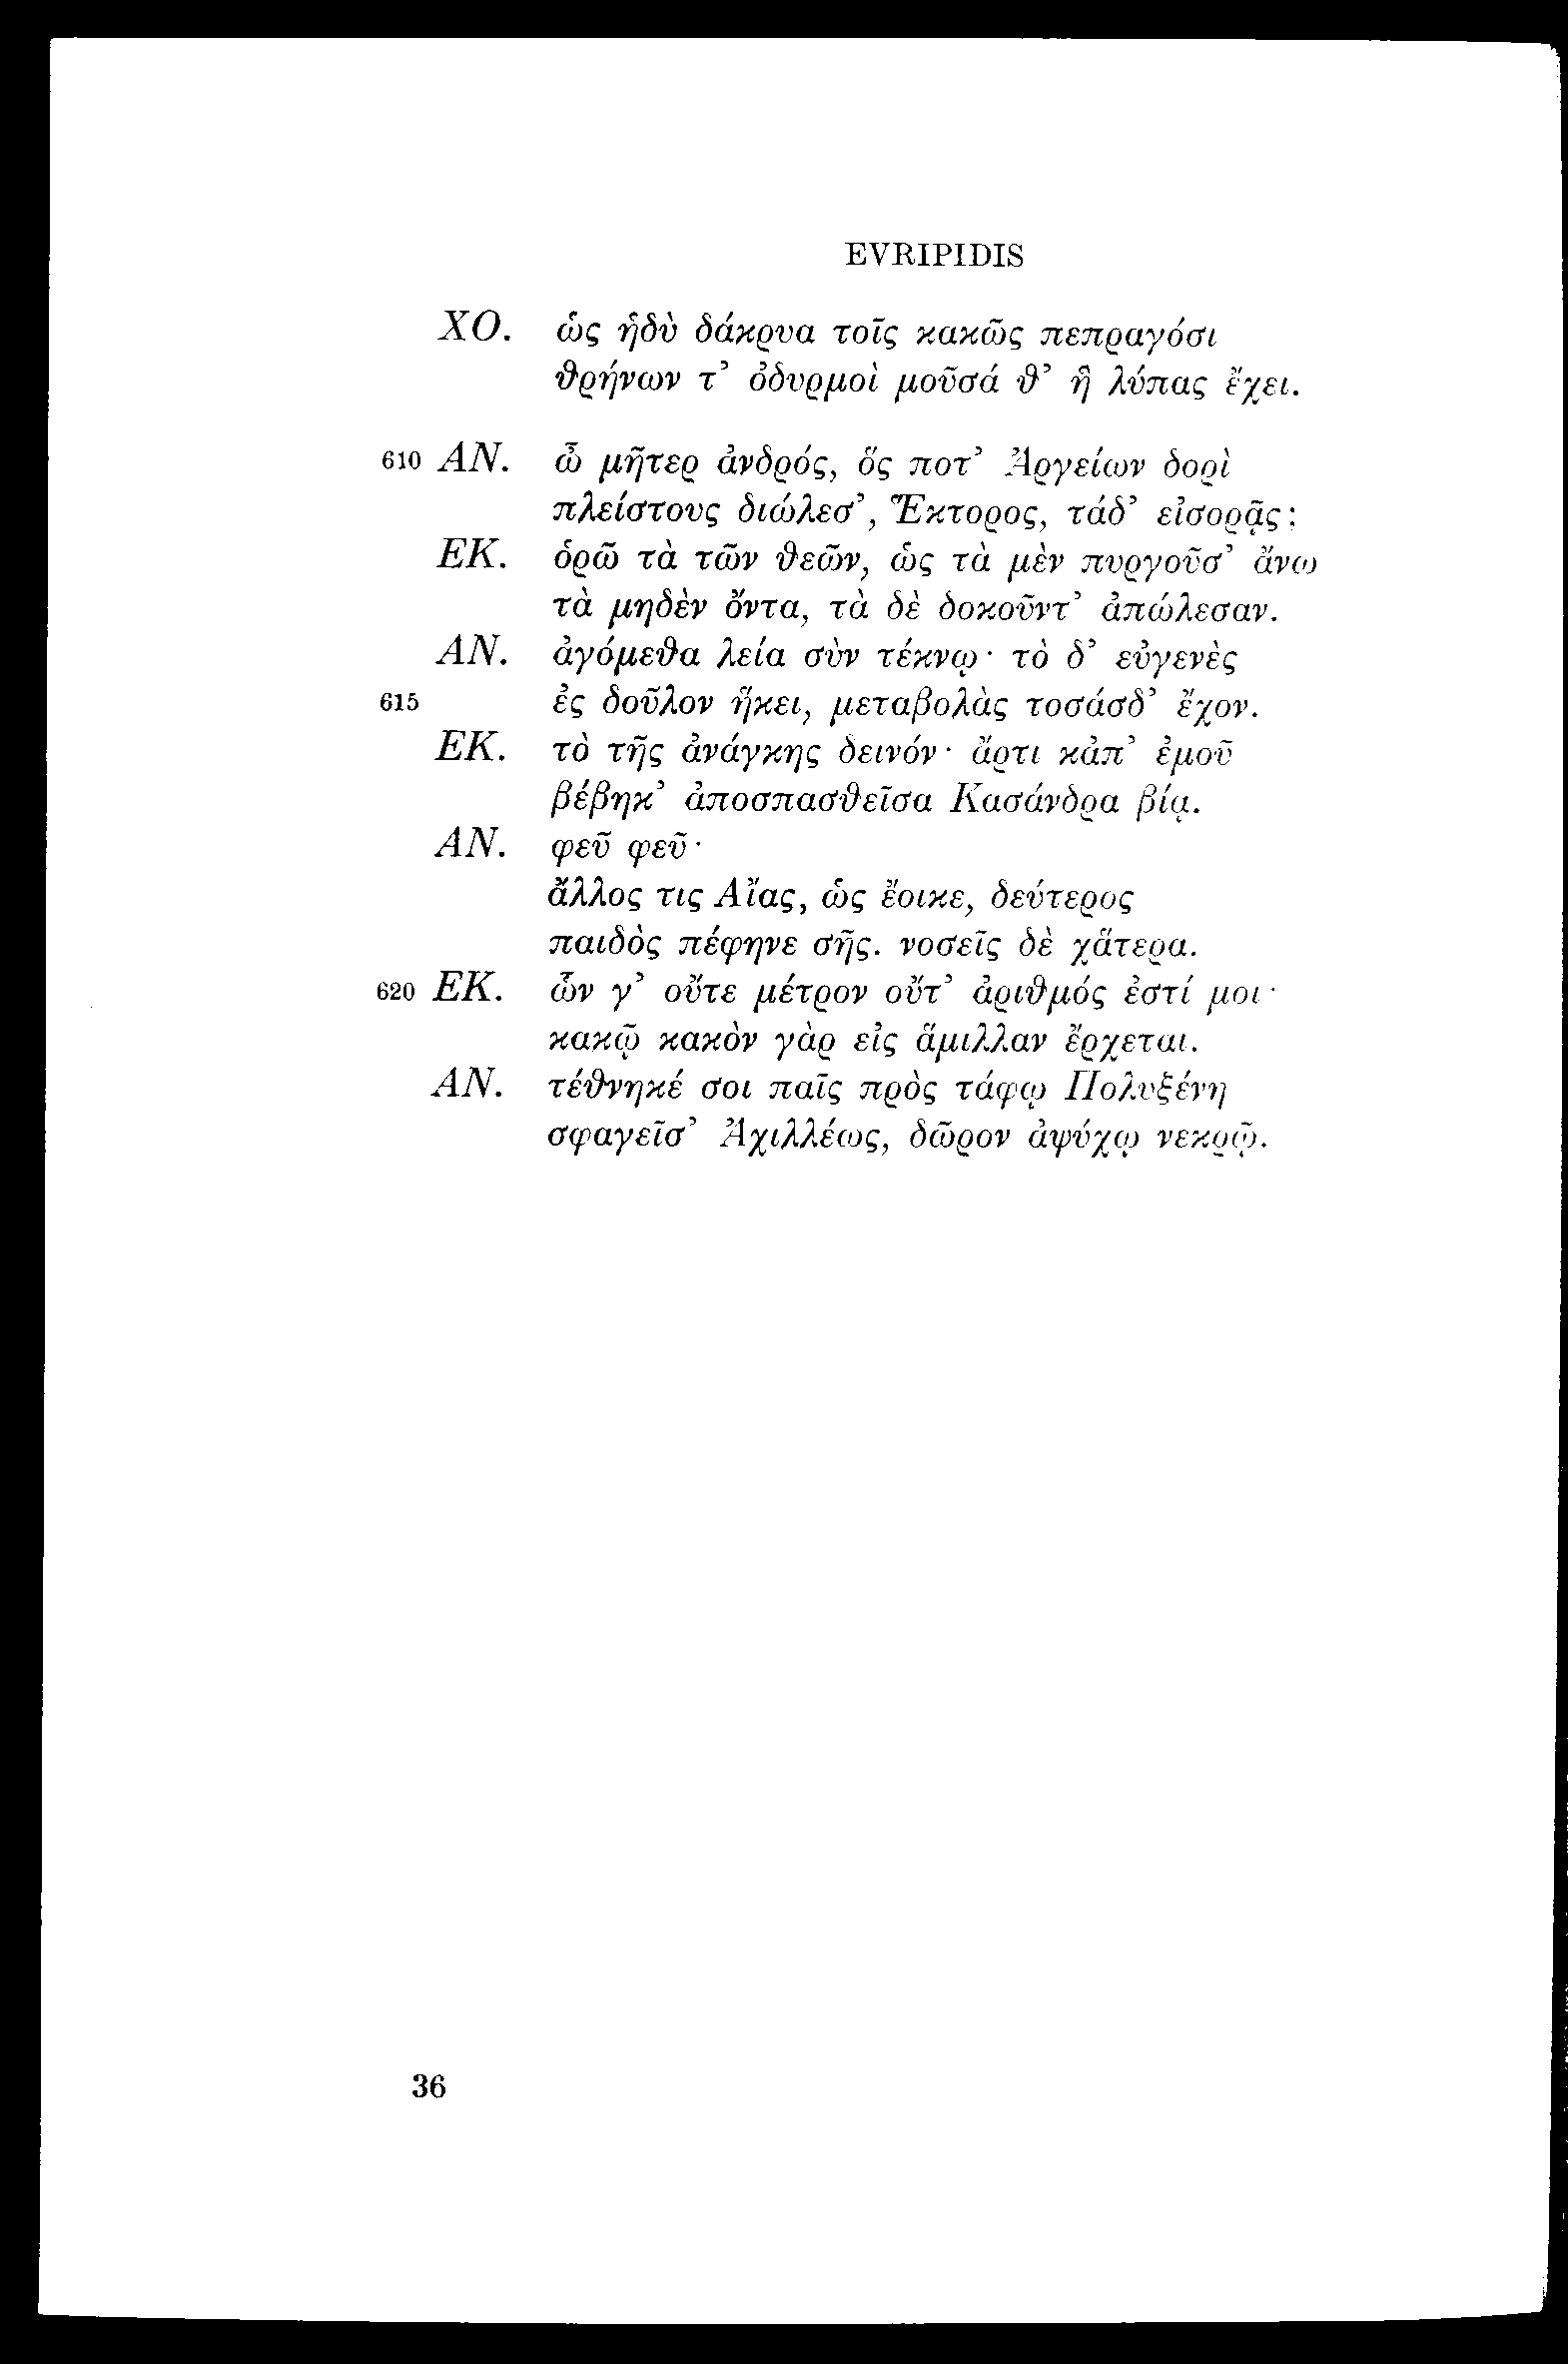 EVRIPIDIS
ΧΟ. ὡς ἡδὺ δάκρυα τοῖς κακῶς πεπραγόσι
θρήνων τ’ ὀδυρμοὶ μοῦσά θ’ ἣ λύπας ἔχει.
610 ΑΝ. ὦ μῆτερ ἀνδρός, ὅς ποτ’ Ἀργείων δορὶ
πλείστους διώλεσ’, Ἕκτορος, τάδ’ εἰσορᾷς;
ΕΚ. ὁρῶ τὰ τῶν θεῶν, ὡς τὰ μὲν πυργοῦσ’ ἄνω
τὰ μηδὲν ὄντα, τὰ δὲ δοκοῦντ’ ἀπώλεσαν.
ΑΝ. ἀγόμεθα λεία σὺν τέκνῳ· τὸ δ’ εὐγενὲς
615 ἐς δοῦλον ἥκει, μεταβολὰς τοσάσδ’ ἔχον.
ΕΚ. τὸ τῆς ἀνάγκης δεινόν· ἄρτι κἀπ’ ἐμοῦ
βέβηκ’ ἀποσπασθεῖσα Κασάνδρα βίᾳ.
ΑΝ. φεῦ φεῦ·
ἄλλος τις Αἴας, ὡς ἔοικε, δεύτερος
παιδὸς πέφηνε σῆς. νοσεῖς δὲ χἄτερα.
620 ΕΚ. ὧν γ’ οὔτε μέτρον οὔτ’ ἀριθμός ἐστί μοι·
κακῷ κακὸν γὰρ εἰς ἅμιλλαν ἔρχεται.
ΑΝ. τέθνηκέ σοι παῖς πρὸς τάφῳ Πολυξένη
σφαγεῖσ’ Ἀχιλλέως, δῶρον ἀψύχῳ νεκρῷ.
36